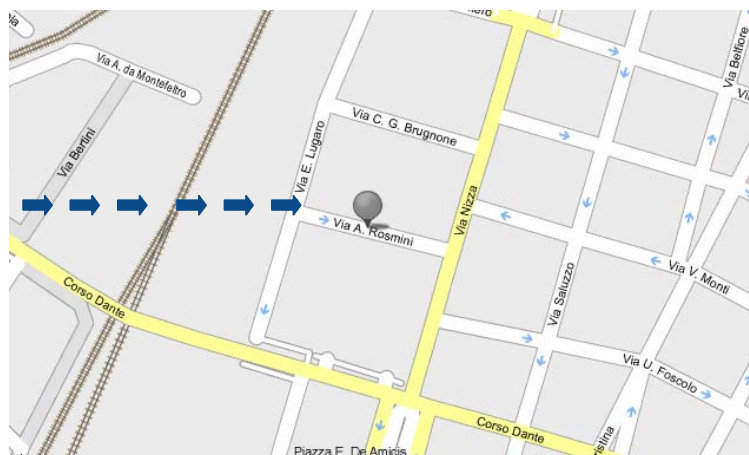 Via A. da Montefeltro
Via Bertini
Via E. Lugaro
Via C. G. Brugnone
Via Belfiore
Via Nizza
Via A. Rosmini
Via V. Monti
Via Saluzzo
Corso Dante
Via U. Foscolo
Corso Dante
Piazza E. De Amicis